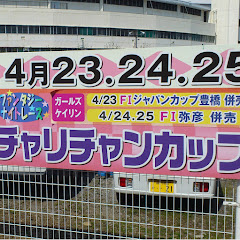 4月23.24.25
ファンタジー
ナイトレース
ガールズ
ケイリン
4/23 FⅠジャパンカップ豊橋 併売
4/24.25 FⅠ弥彦 併売
チャリチャンカップ
21